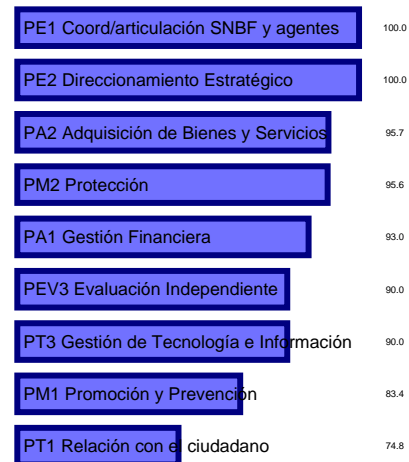 PE1 Coord/articulación SNBF y agentes 100.0
PE2 Direccionamiento Estratégico 100.0
PA2 Adquisición de Bienes y Servicios 95.7
PM2 Protección 95.6
PA1 Gestión Financiera 93.0
PEV3 Evaluación Independiente 90.0
PT3 Gestión de Tecnología e Información 90.0
PM1 Promoción y Prevención 83.4
PT1 Relación con el ciudadano 74.8